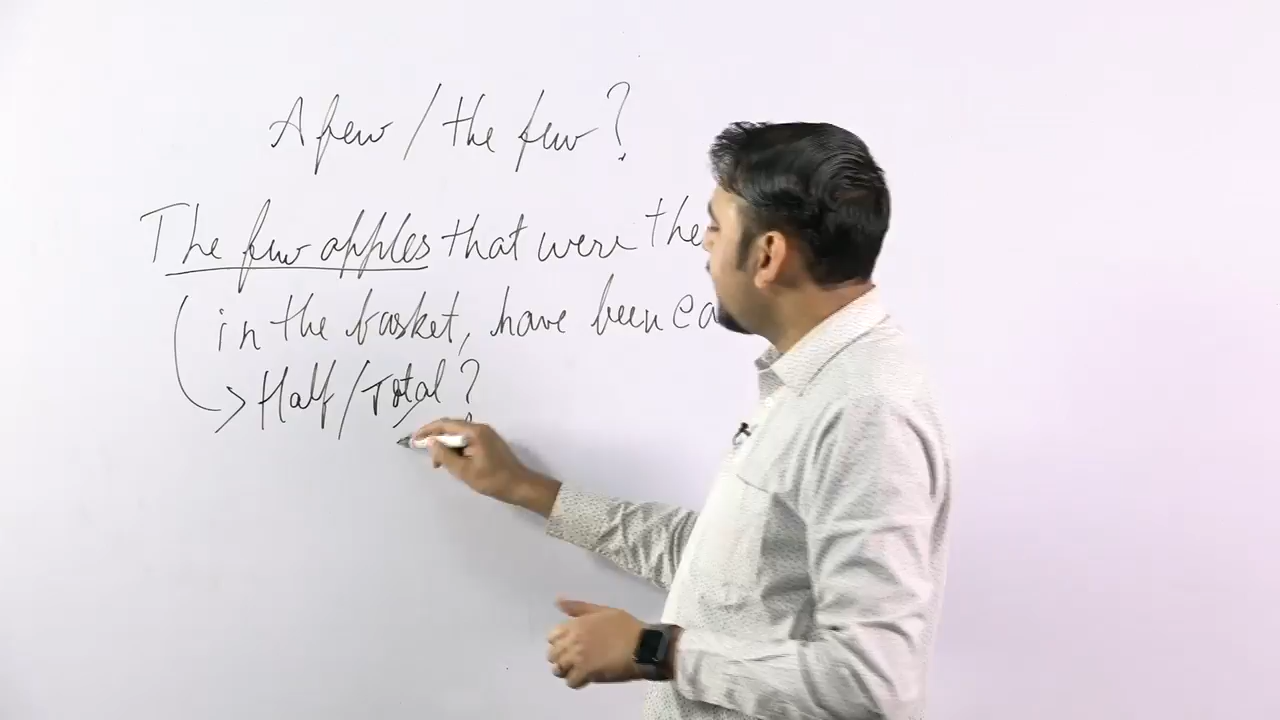 A few / the few ?
The few apples that were the
in the basket, have been ea
→ Half / Total ?